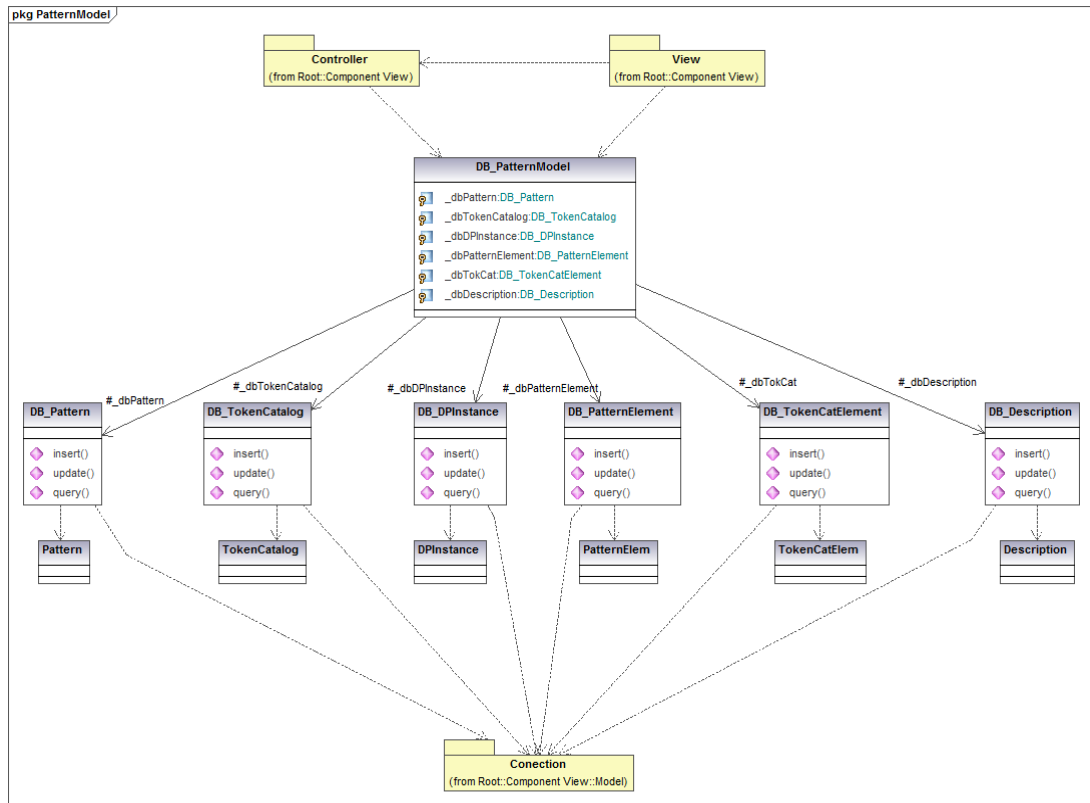 pkg PatternModel
Controller
(from Root::Component View)
View
(from Root::Component View)
DB_PatternModel
_dbPattern:DB_Pattern
_dbTokenCatalog:DB_TokenCatalog
_dbDPInstance:DB_DPInstance
_dbPatternElement:DB_PatternElement
_dbTokCat:DB_TokenCatElement
_dbDescription:DB_Description
#_dbPattern
#_dbTokenCatalog
#_dbDPInstance
#_dbPatternElement
#_dbTokCat
#_dbDescription
DB_Pattern
insert()
update()
query()
DB_TokenCatalog
insert()
update()
query()
DB_DPInstance
insert()
update()
query()
DB_PatternElement
insert()
update()
query()
DB_TokenCatElement
insert()
update()
query()
DB_Description
insert()
update()
query()
Pattern
TokenCatalog
DPInstance
PatternElem
TokenCatElem
Description
Conection
(from Root::Component View::Model)